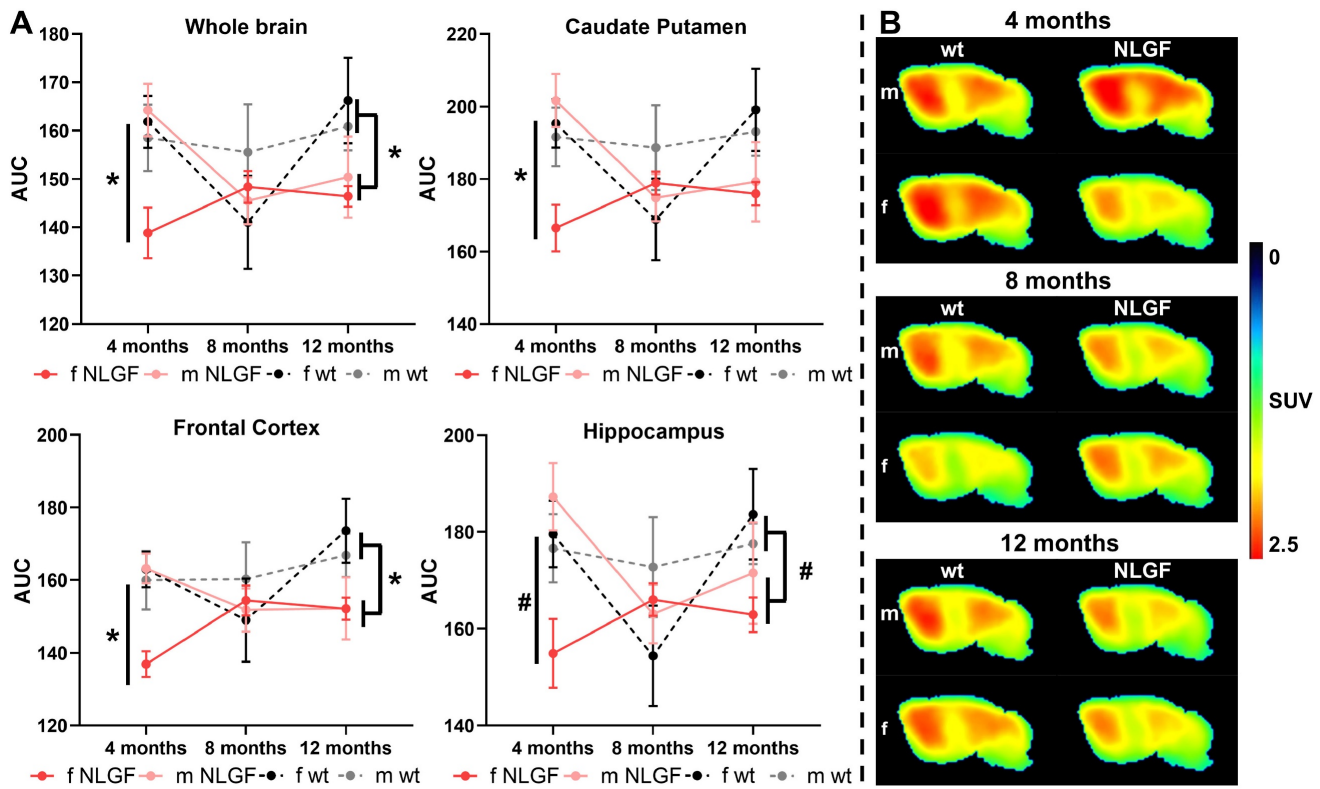 A
Whole brain
180
170
160
150
140
130
120
AUC
*
*
4 months 8 months 12 months
f NLGF m NLGF f wt m wt
Caudate Putamen
220
200
180
160
140
AUC
*
4 months 8 months 12 months
f NLGF m NLGF f wt m wt
Frontal Cortex
200
180
160
140
120
AUC
*
*
4 months 8 months 12 months
f NLGF m NLGF f wt m wt
Hippocampus
200
180
160
140
AUC
#
#
4 months 8 months 12 months
f NLGF m NLGF f wt m wt
B
4 months
wt NLGF
m
f
8 months
wt NLGF
m
f
12 months
wt NLGF
m
f
0
SUV
2.5